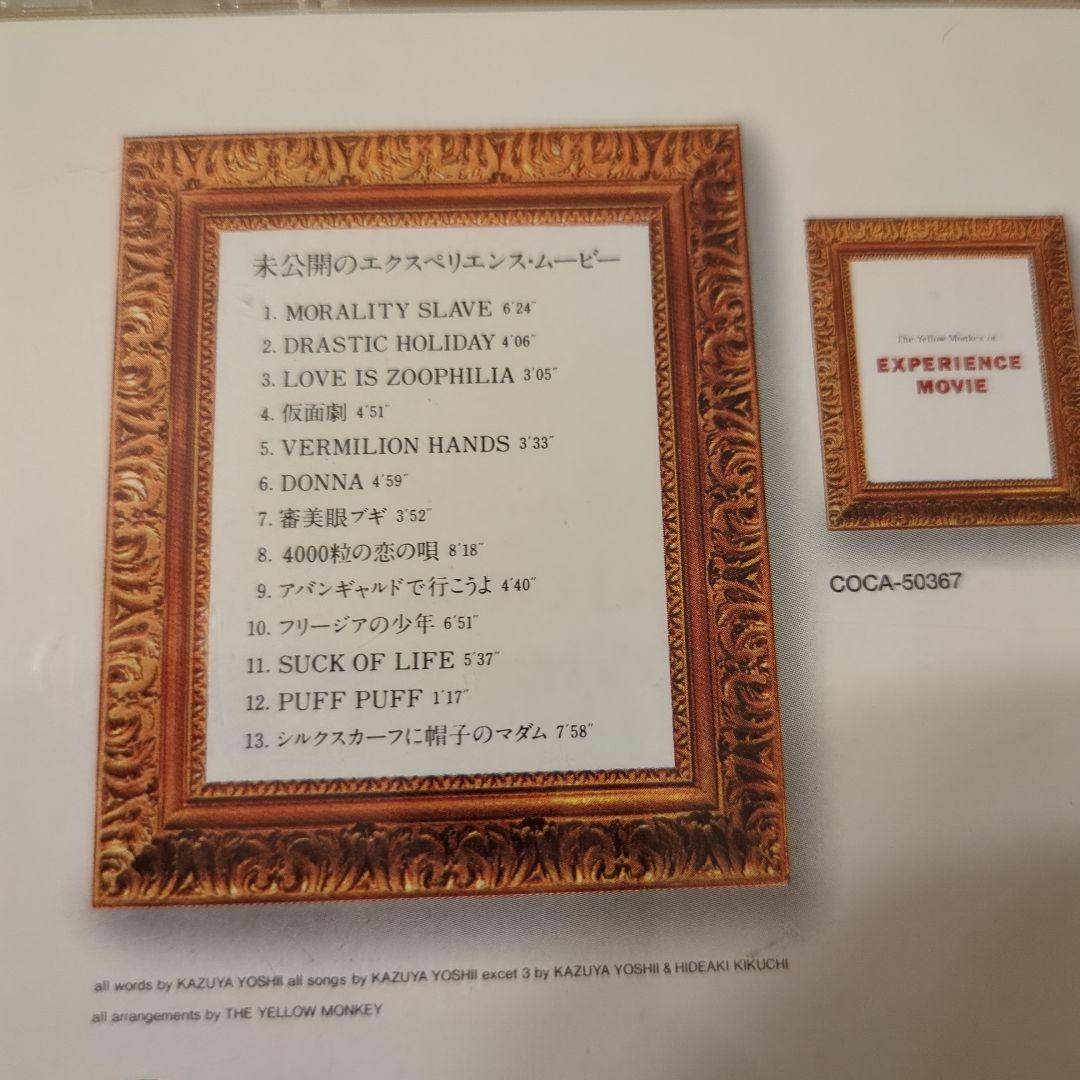 未公開のエクスペリエンス・ムービー
1. MORALITY SLAVE 6'24"
2. DRASTIC HOLIDAY 4'06"
3. LOVE IS ZOOPHILIA 3'05"
4. 仮面劇 4'51"
5. VERMILION HANDS 3'33"
6. DONNA 4'59"
7. 審美眼ブギ 3'52"
8. 4000粒の恋の唄 8'18"
9. アバンギャルドで行こうよ 4'40"
10. フリージアの少年 6'51"
11. SUCK OF LIFE 5'37"
12. PUFF PUFF 1'17"
13. シルクスカーフに帽子のマダム 7'58"
The Yellow Monkey on
EXPERIENCE
MOVIE
COCA-50367
all words by KAZUYA YOSHII all songs by KAZUYA YOSHII excet 3 by KAZUYA YOSHII & HIDEAKI KIKUCHI
all arrangements by THE YELLOW MONKEY